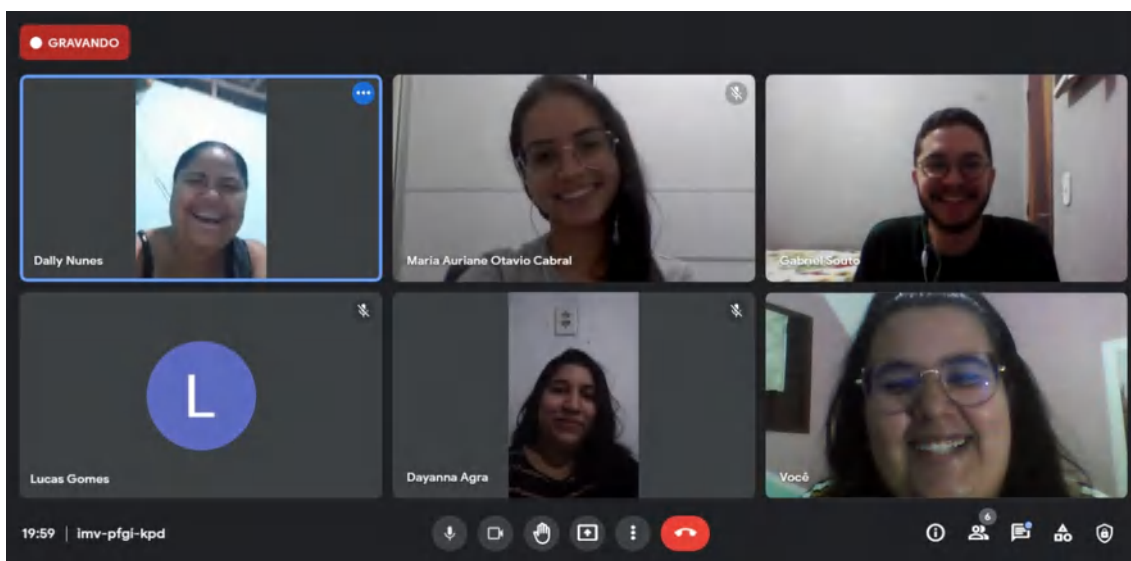 GRAVANDO
Dally Nunes
Maria Auriane Otavio Cabral
Gabriel Souto
L
Lucas Gomes
Dayanna Agra
Você
19:59 | imv-pfgi-kpd
6